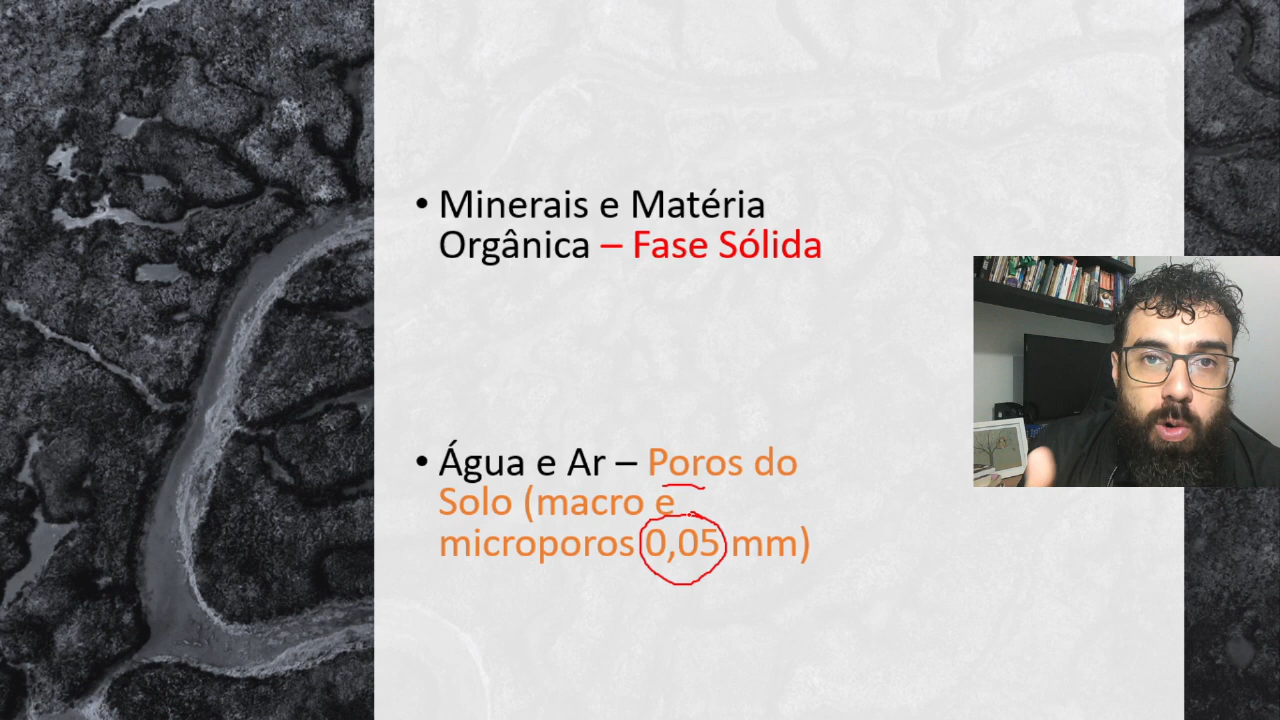 • Minerais e Matéria
Orgânica – Fase Sólida
• Água e Ar – Poros do
Solo (macro e
microporos 0,05 mm)